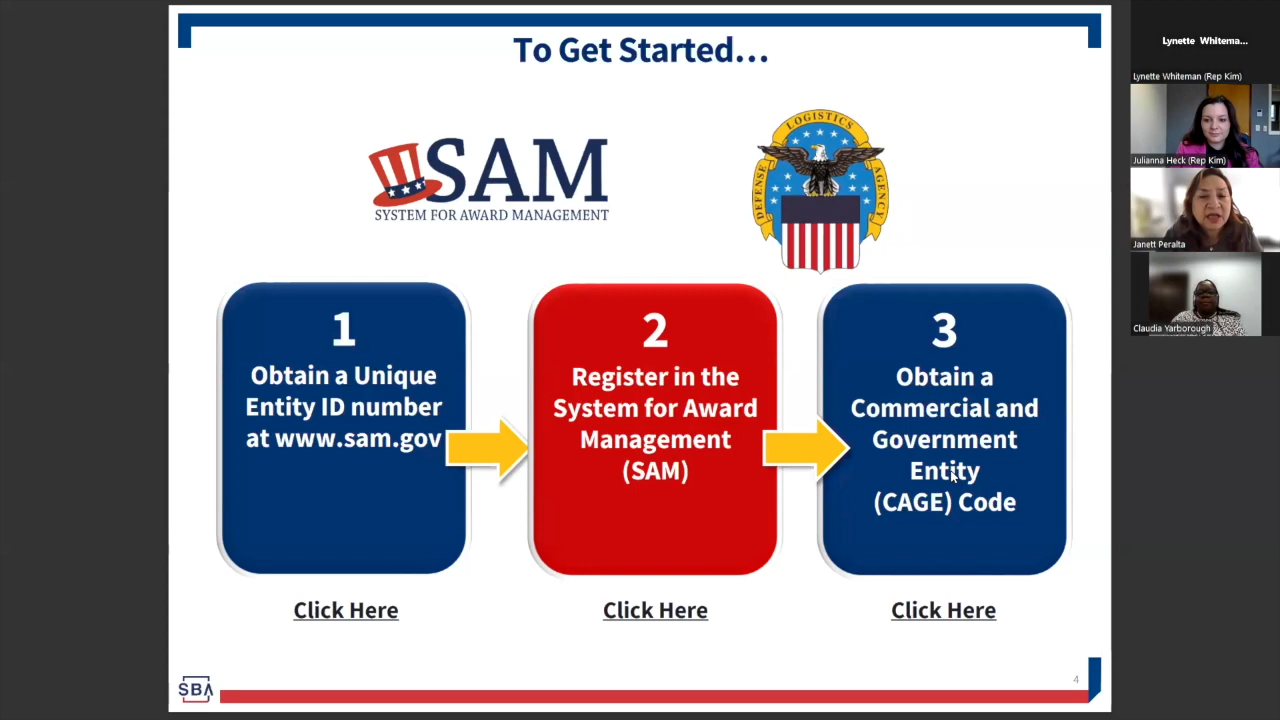 To Get Started...
SAM
SYSTEM FOR AWARD MANAGEMENT
DEFENSE LOGISTICS AGENCY
1
Obtain a Unique
Entity ID number
at www.sam.gov
2
Register in the
System for Award
Management
(SAM)
3
Obtain a
Commercial and
Government
Entity
(CAGE) Code
Click Here
Click Here
Click Here
SBA
4
Lynette Whitema...
Lynette Whiteman (Rep Kim)
Julianna Heck (Rep Kim)
Janett Peralta
Claudia Yarborough